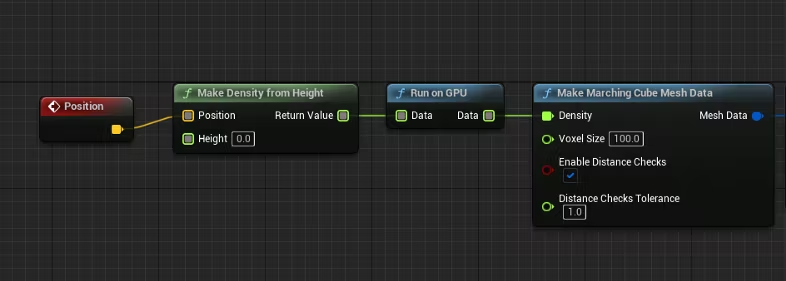 Position
Make Density from Height
Position
Return Value
Height 0.0
Run on GPU
Data
Data
Make Marching Cube Mesh Data
Density
Mesh Data
Voxel Size 100.0
Enable Distance Checks
Distance Checks Tolerance
1.0